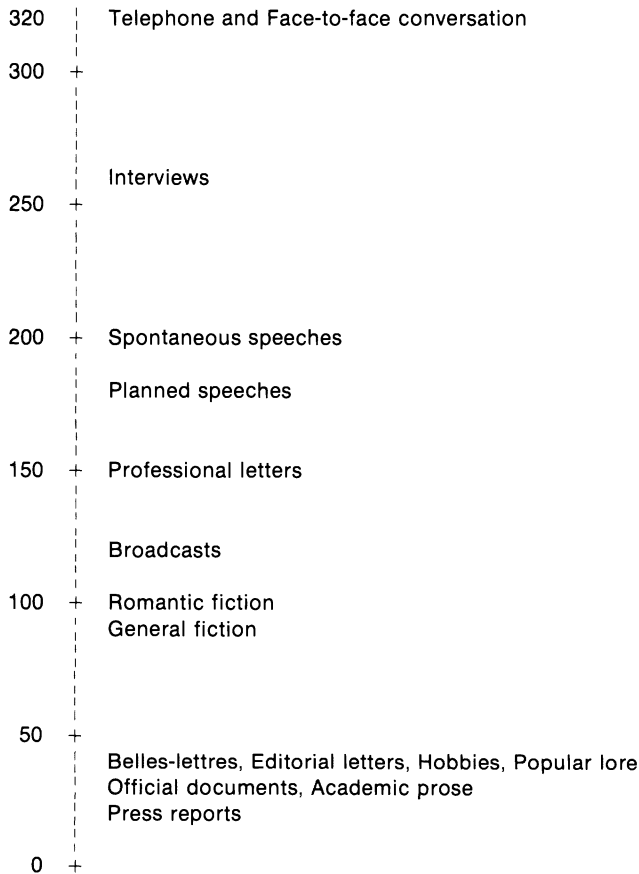 320 Telephone and Face-to-face conversation
300
Interviews
250
200 Spontaneous speeches
Planned speeches
150 Professional letters
Broadcasts
100 Romantic fiction
General fiction
50
Belles-lettres, Editorial letters, Hobbies, Popular lore
Official documents, Academic prose
Press reports
0